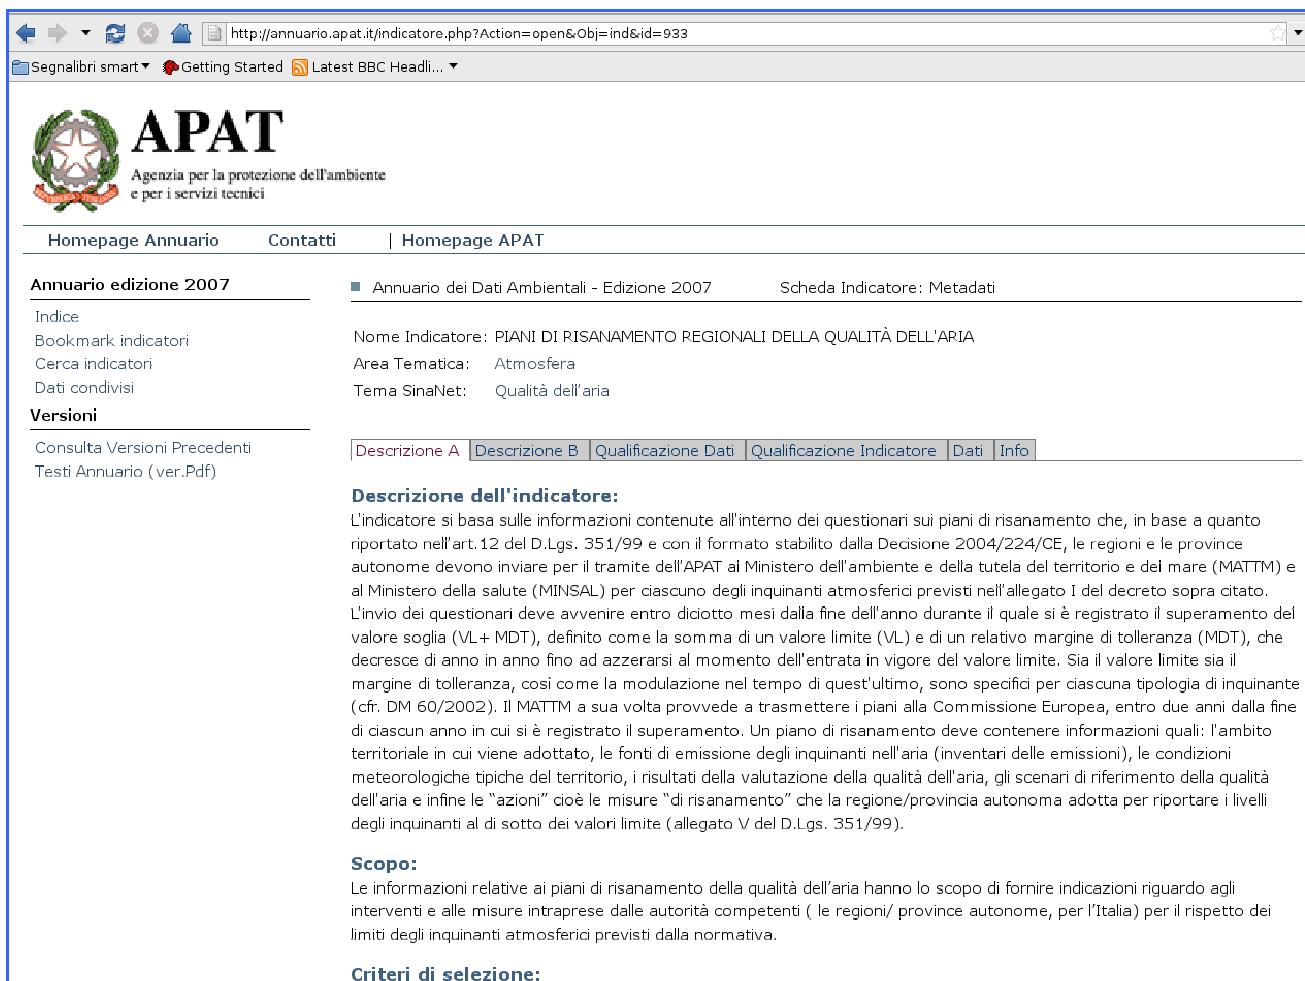 http://annuario.apat.it/indicatore.php?Action=open&Obj=ind&id=933
Segnalibri smart Getting Started Latest BBC Headli...
APAT
Agenzia per la protezione dell'ambiente
e per i servizi tecnici
Homepage Annuario Contatti | Homepage APAT
Annuario edizione 2007
Indice
Bookmark indicatori
Cerca indicatori
Dati condivisi
Versioni
Consulta Versioni Precedenti
Testi Annuario (ver.Pdf)
Annuario dei Dati Ambientali - Edizione 2007 Scheda Indicatore: Metadati
Nome Indicatore: PIANI DI RISANAMENTO REGIONALI DELLA QUALITÀ DELL'ARIA
Area Tematica: Atmosfera
Tema SinaNet: Qualità dell'aria
Descrizione A Descrizione B Qualificazione Dati Qualificazione Indicatore Dati Info
Descrizione dell'indicatore:
L'indicatore si basa sulle informazioni contenute all'interno dei questionari sui piani di risanamento che, in base a quanto
riportato nell'art.12 del D.Lgs. 351/99 e con il formato stabilito dalla Decisione 2004/224/CE, le regioni e le province
autonome devono inviare per il tramite dell'APAT al Ministero dell'ambiente e della tutela del territorio e del mare (MATTM) e
al Ministero della salute (MINSAL) per ciascuno degli inquinanti atmosferici previsti nell'allegato I del decreto sopra citato.
L'invio dei questionari deve avvenire entro diciotto mesi dalla fine dell'anno durante il quale si è registrato il superamento del
valore soglia (VL+ MDT), definito come la somma di un valore limite (VL) e di un relativo margine di tolleranza (MDT), che
decresce di anno in anno fino ad azzerarsi al momento dell'entrata in vigore del valore limite. Sia il valore limite sia il
margine di tolleranza, così come la modulazione nel tempo di quest'ultimo, sono specifici per ciascuna tipologia di inquinante
(cfr. DM 60/2002). Il MATTM a sua volta provvede a trasmettere i piani alla Commissione Europea, entro due anni dalla fine
di ciascun anno in cui si è registrato il superamento. Un piano di risanamento deve contenere informazioni quali: l'ambito
territoriale in cui viene adottato, le fonti di emissione degli inquinanti nell'aria (inventari delle emissioni), le condizioni
meteorologiche tipiche del territorio, i risultati della valutazione della qualità dell'aria, gli scenari di riferimento della qualità
dell'aria e infine le “azioni” cioè le misure “di risanamento” che la regione/provincia autonoma adotta per riportare i livelli
degli inquinanti al di sotto dei valori limite (allegato V del D.Lgs. 351/99).
Scopo:
Le informazioni relative ai piani di risanamento della qualità dell'aria hanno lo scopo di fornire indicazioni riguardo agli
interventi e alle misure intraprese dalle autorità competenti ( le regioni/ province autonome, per l'Italia) per il rispetto dei
limiti degli inquinanti atmosferici previsti dalla normativa.
Criteri di selezione: